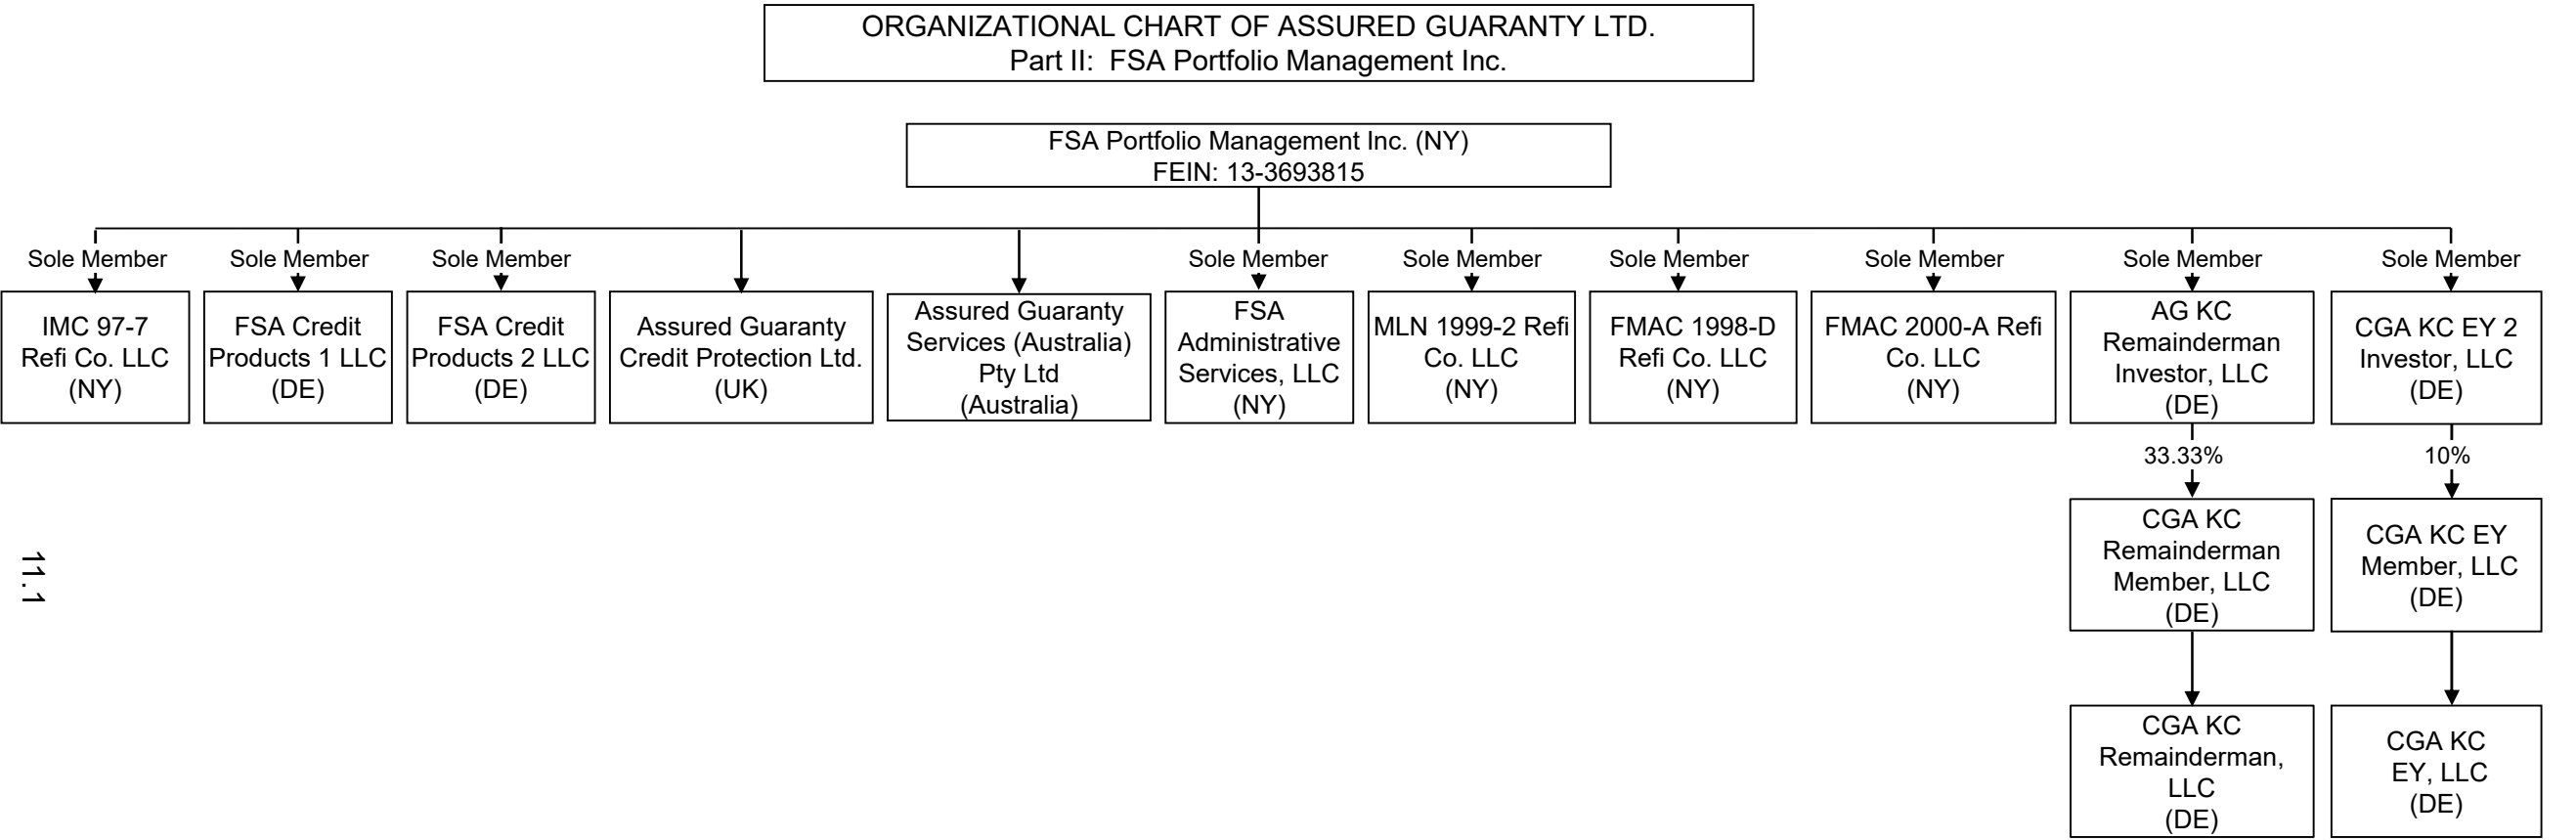 ORGANIZATIONAL CHART OF ASSURED GUARANTY LTD.
Part II:  FSA Portfolio Management Inc.
FSA Portfolio Management Inc. (NY)
FEIN: 13-3693815
Sole Member
IMC 97-7
Refi Co. LLC
(NY)
Sole Member
FSA Credit
Products 1 LLC
(DE)
Sole Member
FSA Credit
Products 2 LLC
(DE)
Assured Guaranty
Credit Protection Ltd.
(UK)
Assured Guaranty
Services (Australia)
Pty Ltd
(Australia)
Sole Member
FSA
Administrative
Services, LLC
(NY)
Sole Member
MLN 1999-2 Refi
Co. LLC
(NY)
Sole Member
FMAC 1998-D
Refi Co. LLC
(NY)
Sole Member
FMAC 2000-A Refi
Co. LLC
(NY)
Sole Member
AG KC
Remainderman
Investor, LLC
(DE)
33.33%
CGA KC
Remainderman
Member, LLC
(DE)
CGA KC
Remainderman,
LLC
(DE)
Sole Member
CGA KC EY 2
Investor, LLC
(DE)
10%
CGA KC EY
Member, LLC
(DE)
CGA KC
EY, LLC
(DE)
11.1